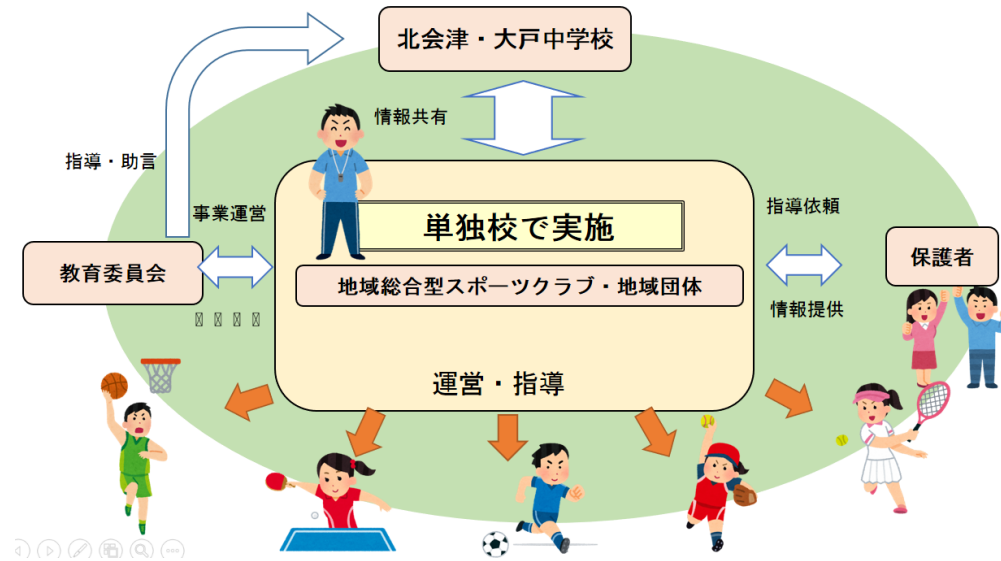 北会津・大戸中学校
情報共有
指導・助言
事業運営
単独校で実施
指導依頼
教育委員会
地域総合型スポーツクラブ・地域団体
保護者
情報提供
運営・指導